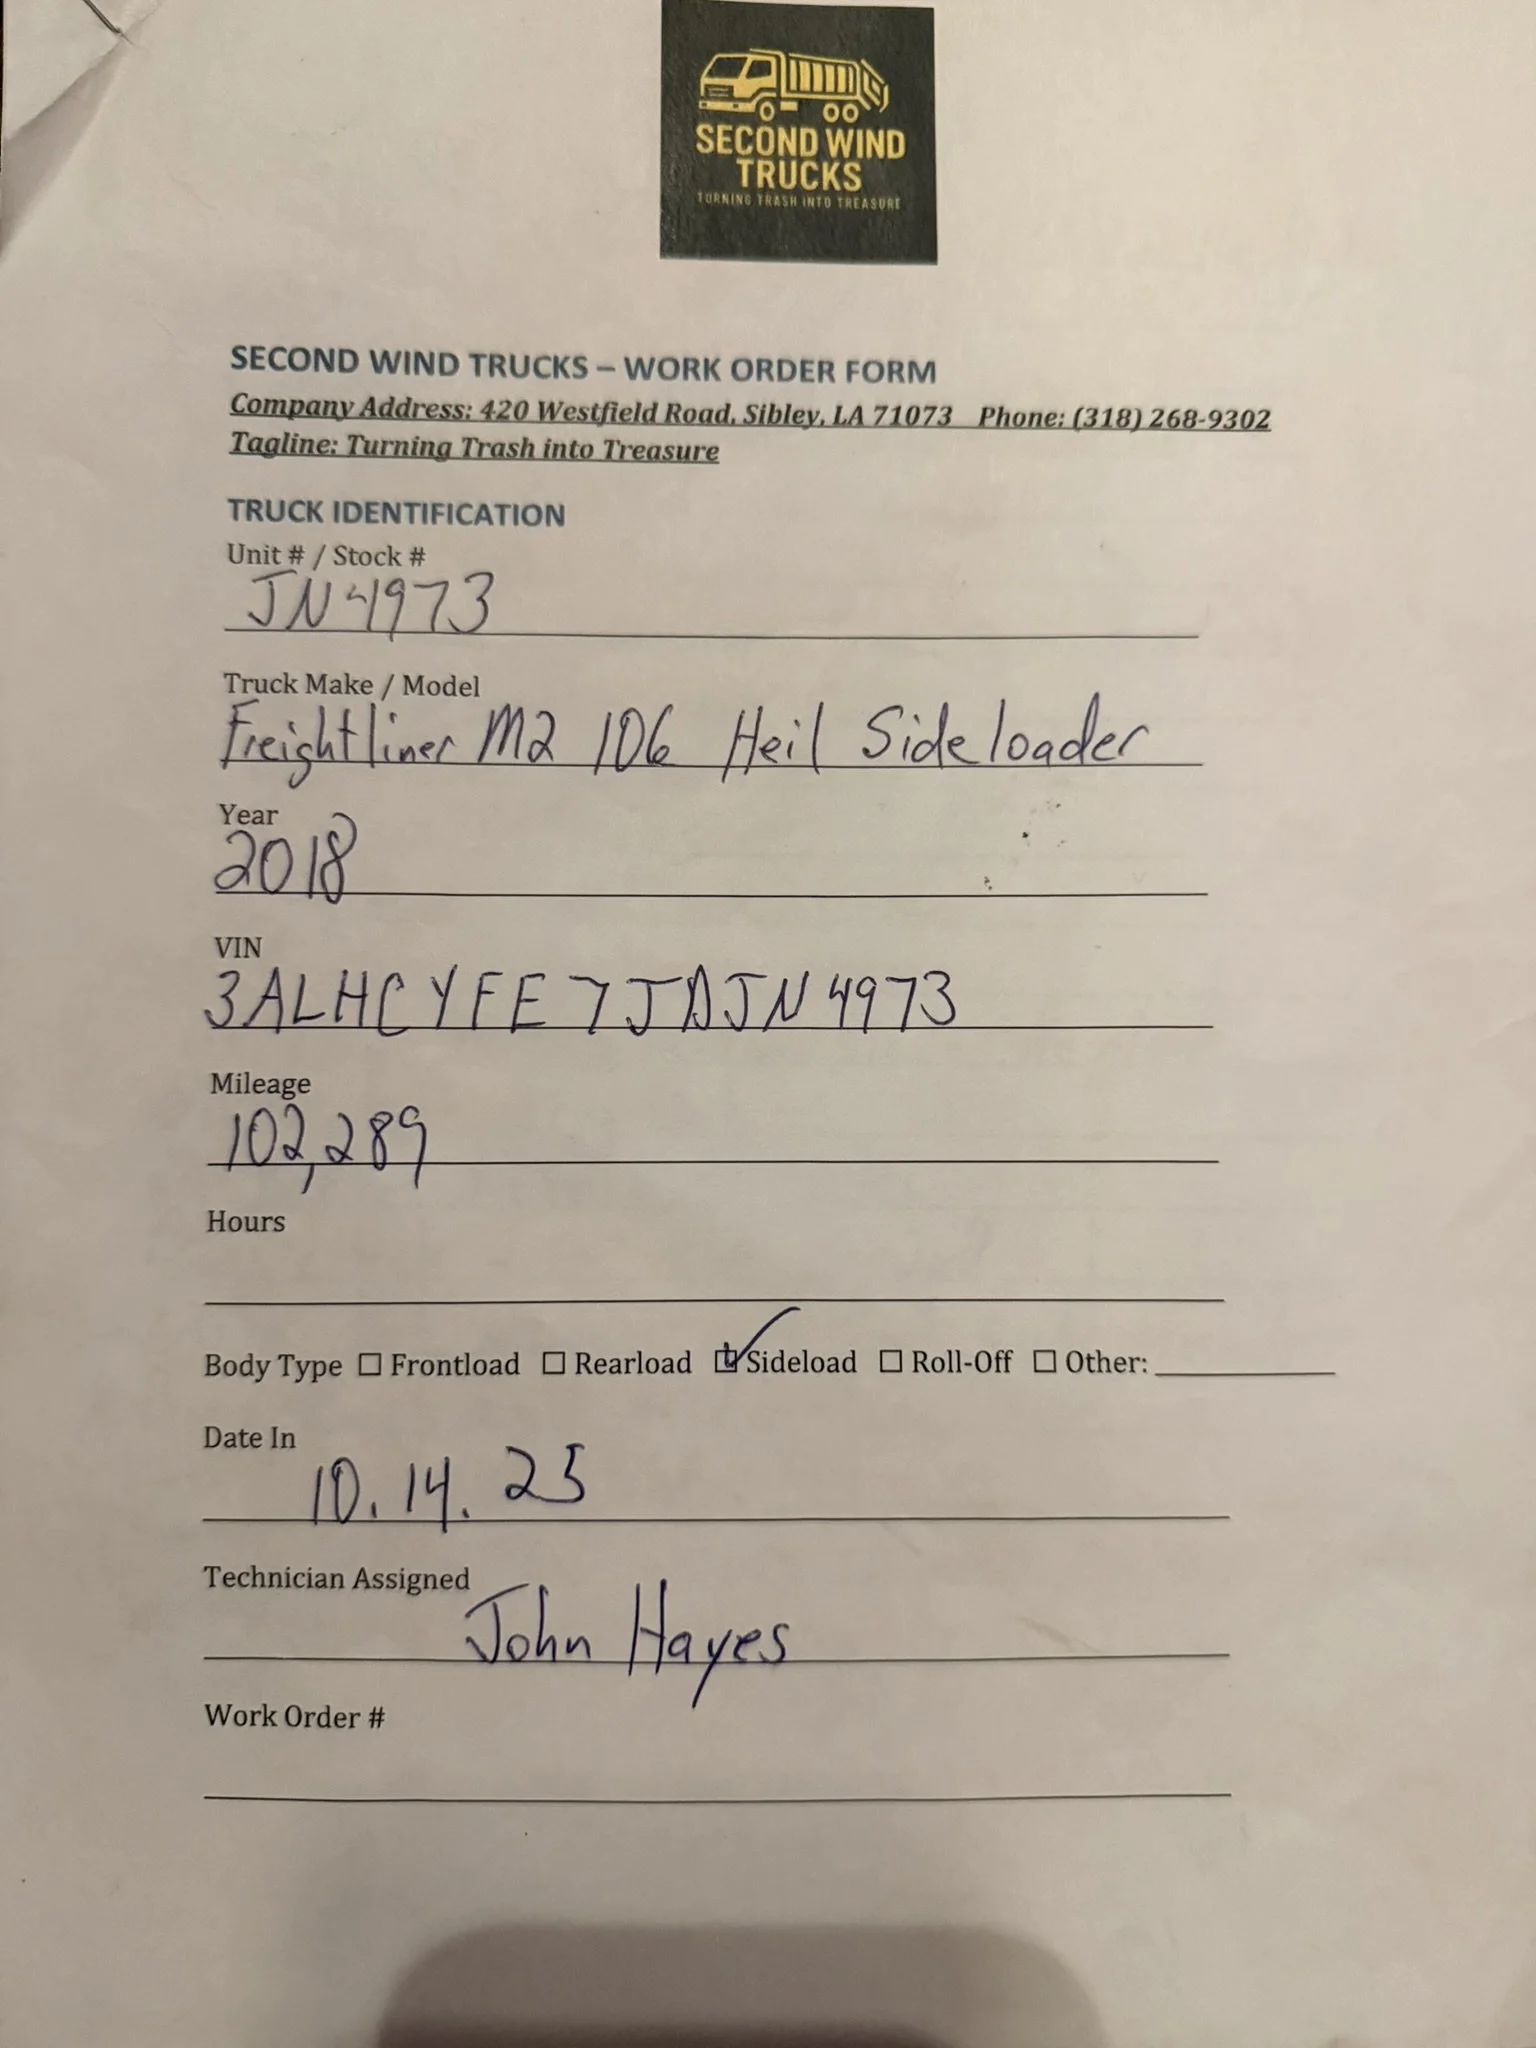 SECOND WIND
TRUCKS
TURNING TRASH INTO TREASURE
SECOND WIND TRUCKS – WORK ORDER FORM
Company Address: 420 Westfield Road, Sibley, LA 71073 Phone: (318) 268-9302
Tagline: Turning Trash into Treasure
TRUCK IDENTIFICATION
Unit # / Stock #
JN4973
Truck Make / Model
Freightliner M2 106 Heil Sideloader
Year
2018
VIN
3ALHCYFE7JDJN4973
Mileage
102,289
Hours
Body Type ☐ Frontload ☐ Rearload ☑ Sideload ☐ Roll-Off ☐ Other:
Date In
10.14.25
Technician Assigned
John Hayes
Work Order #